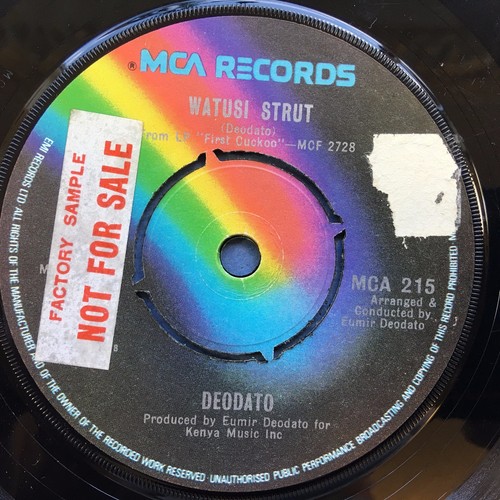 ® MCA RECORDS
WATUSI STRUT
(Deodato)
from LP "First Cuckoo"—MCF 2728
FACTORY SAMPLE
NOT FOR SALE
MCA 215
Arranged &
Conducted by
Eumir Deodato
DEODATO
Produced by Eumir Deodato for
Kenya Music Inc
EMI RECORDS LTD ALL RIGHTS OF THE MANUFACTURER AND OF THE OWNER OF THE RECORDED WORK RESERVED·UNAUTHORISED PUBLIC PERFORMANCE BROADCASTING AND COPYING OF THIS RECORD PROHIBITED